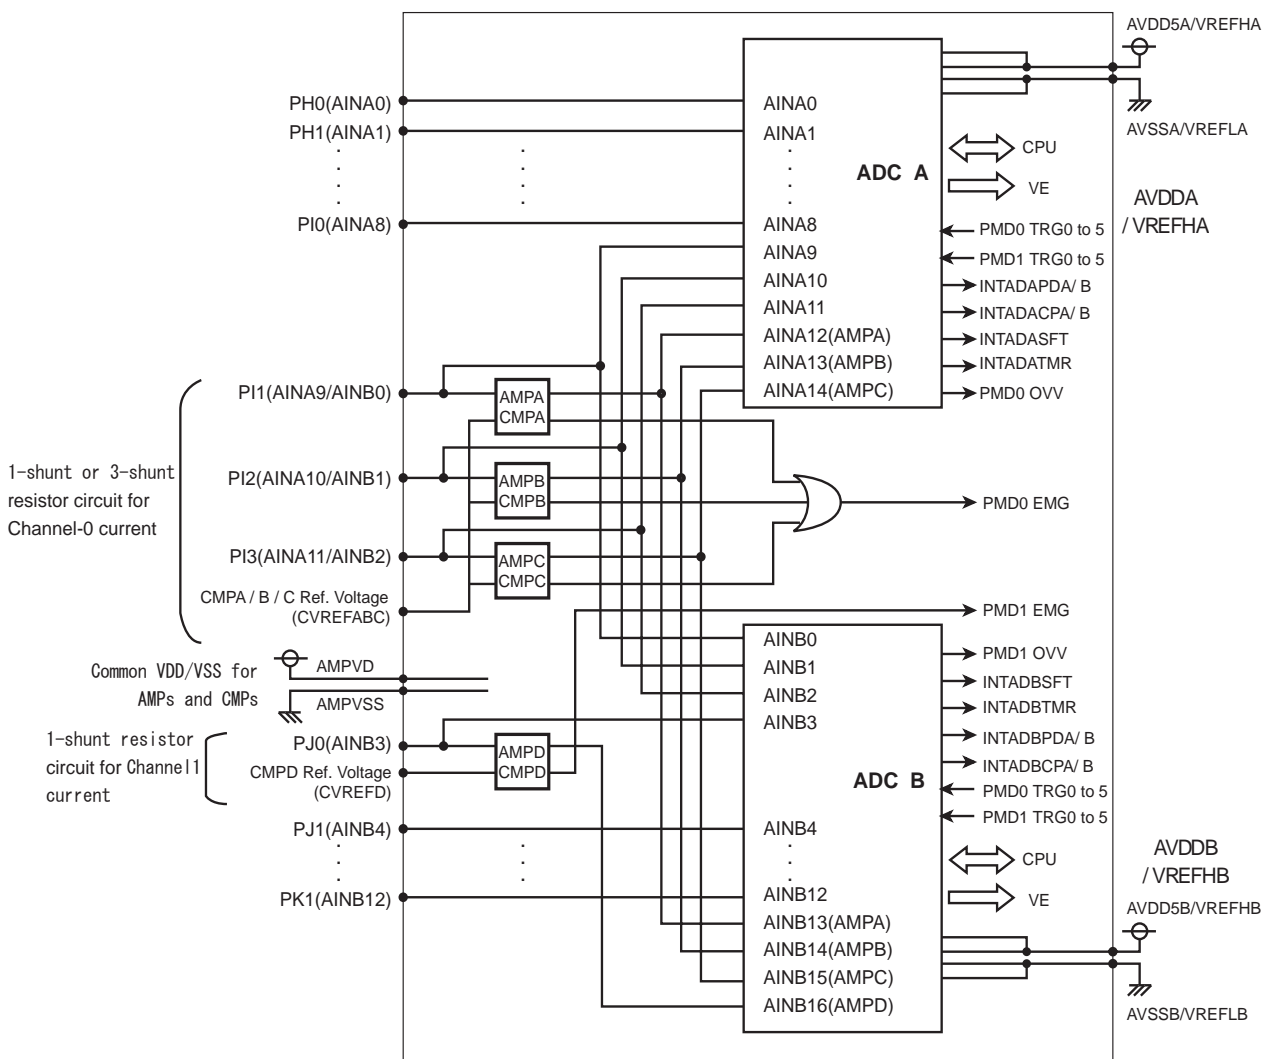 AVDD5A/VREFHA
AVSSA/VREFLA
AVDDA
/ VREFHA
PH0(AINA0)
PH1(AINA1)
PI0(AINA8)
AINA0
AINA1
ADC A
AINA8
AINA9
AINA10
AINA11
AINA12(AMPA)
AINA13(AMPB)
AINA14(AMPC)
CPU
VE
PMD0 TRG0 to 5
PMD1 TRG0 to 5
INTADAPDA/ B
INTADACPA/ B
INTADASFT
INTADATMR
PMD0 OVV
1-shunt or 3-shunt
resistor circuit for
Channel-0 current
PI1(AINA9/AINB0)
AMPA
CMPA
PI2(AINA10/AINB1)
AMPB
CMPB
PI3(AINA11/AINB2)
AMPC
CMPC
CMPA / B / C Ref. Voltage
(CVREFABC)
PMD0 EMG
PMD1 EMG
Common VDD/VSS for
AMPs and CMPs
AMPVD
AMPVSS
1-shunt resistor
circuit for Channel1
current
PJ0(AINB3)
CMPD Ref. Voltage
(CVREFD)
AMPD
CMPD
PJ1(AINB4)
PK1(AINB12)
AINB0
AINB1
AINB2
AINB3
ADC B
AINB4
AINB12
AINB13(AMPA)
AINB14(AMPB)
AINB15(AMPC)
AINB16(AMPD)
PMD1 OVV
INTADBSFT
INTADBTMR
INTADBPDA/ B
INTADBCPA/ B
PMD0 TRG0 to 5
PMD1 TRG0 to 5
CPU
VE
AVDDB
/ VREFHB
AVDD5B/VREFHB
AVSSB/VREFLB